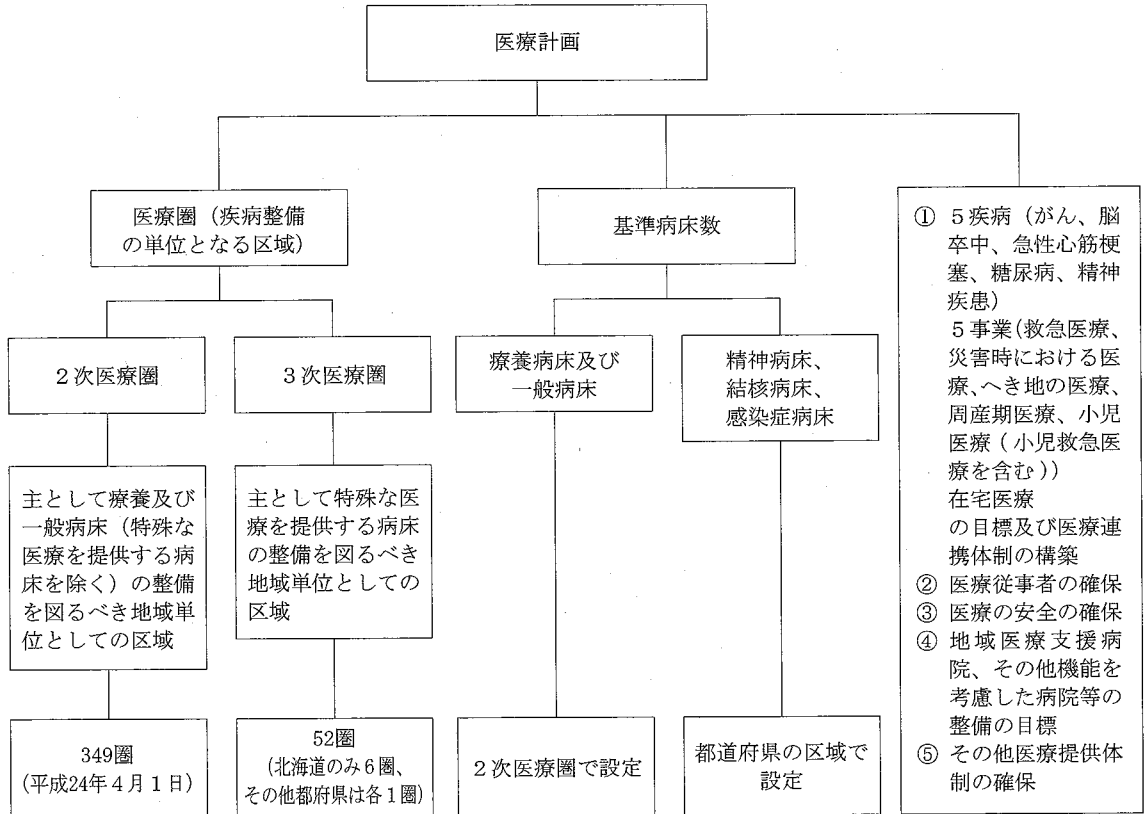 医療計画
医療圏（疾病整備
の単位となる区域）
2次医療圏
主として療養及び
一般病床（特殊な
医療を提供する病
床を除く）の整備
を図るべき地域単
位としての区域
349圏
(平成24年4月1日)
3次医療圏
主として特殊な医
療を提供する病床
の整備を図るべき
地域単位としての
区域
52圏
(北海道のみ6圏、
その他都府県は各1圏)
基準病床数
療養病床及び
一般病床
2次医療圏で設定
精神病床、
結核病床、
感染症病床
都道府県の区域で
設定
① 5疾病（がん、脳
卒中、急性心筋梗
塞、糖尿病、精神
疾患）
5事業(救急医療、
災害時における医
療、へき地の医療、
周産期医療、小児
医療（小児救急医
療を含む））
在宅医療
の目標及び医療連
携体制の構築
② 医療従事者の確保
③ 医療の安全の確保
④ 地域医療支援病
院、その他機能を
考慮した病院等の
整備の目標
⑤ その他医療提供体
制の確保